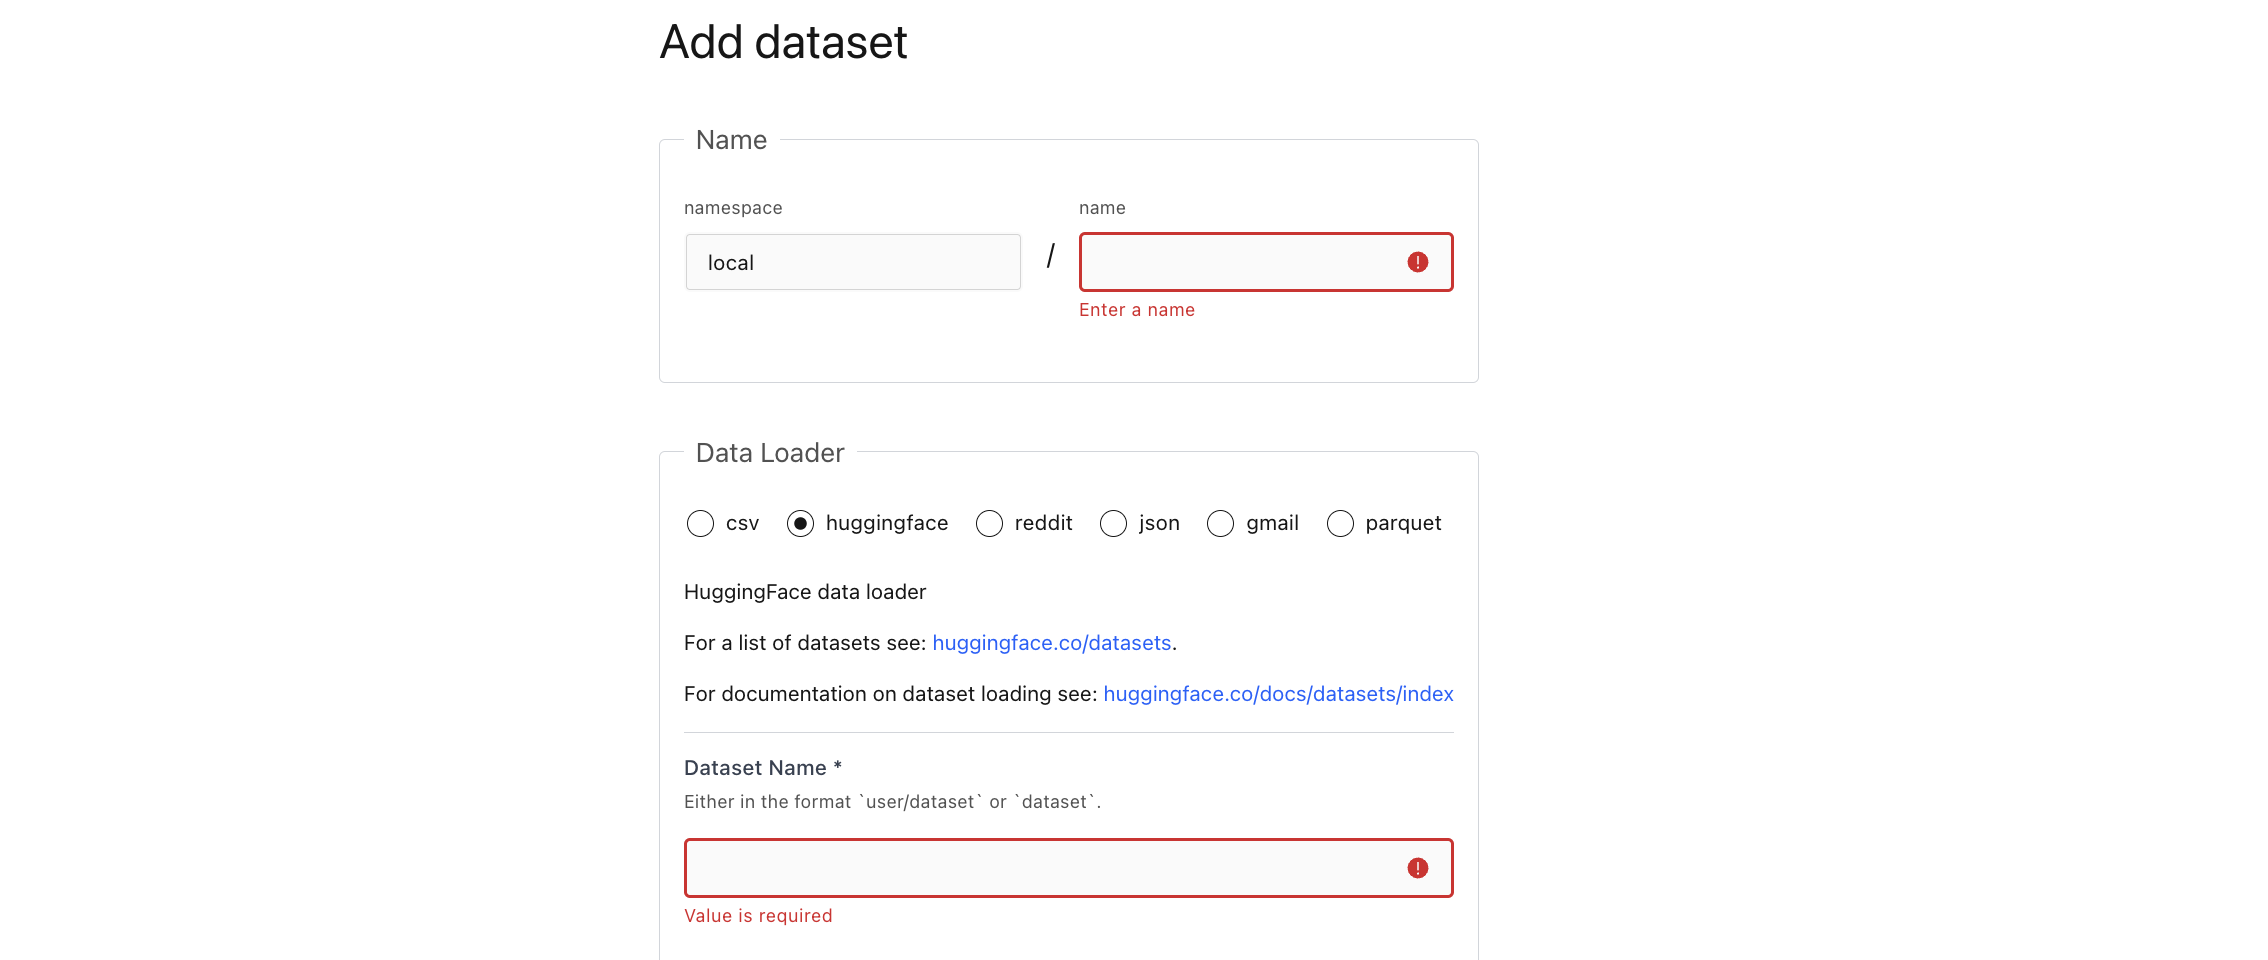 Add dataset
Name
namespace
name
local
/
Enter a name
Data Loader
csv huggingface reddit json gmail parquet
HuggingFace data loader
For a list of datasets see: huggingface.co/datasets.
For documentation on dataset loading see: huggingface.co/docs/datasets/index
Dataset Name *
Either in the format `user/dataset` or `dataset`.
Value is required